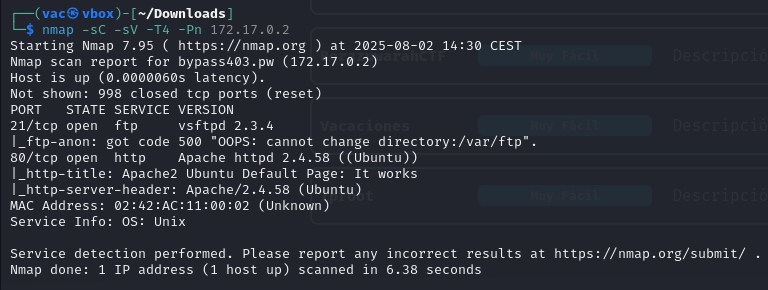 ┌──(vac㉿vbox)-[~/Downloads]
└─$ nmap -sC -sV -T4 -Pn 172.17.0.2
Starting Nmap 7.95 ( https://nmap.org ) at 2025-08-02 14:30 CEST
Nmap scan report for bypass403.pw (172.17.0.2)
Host is up (0.0000060s latency).
Not shown: 998 closed tcp ports (reset)
PORT   STATE SERVICE VERSION
21/tcp open  ftp     vsftpd 2.3.4
|_ftp-anon: got code 500 "OOPS: cannot change directory:/var/ftp".
80/tcp open  http    Apache httpd 2.4.58 ((Ubuntu))
|_http-title: Apache2 Ubuntu Default Page: It works
|_http-server-header: Apache/2.4.58 (Ubuntu)
MAC Address: 02:42:AC:11:00:02 (Unknown)
Service Info: OS: Unix
Service detection performed. Please report any incorrect results at https://nmap.org/submit/ .
Nmap done: 1 IP address (1 host up) scanned in 6.38 seconds
Muy Fácil
Descripció
Vacaciones
Muy Fácil
Descripció
Muy Fácil
Descripció